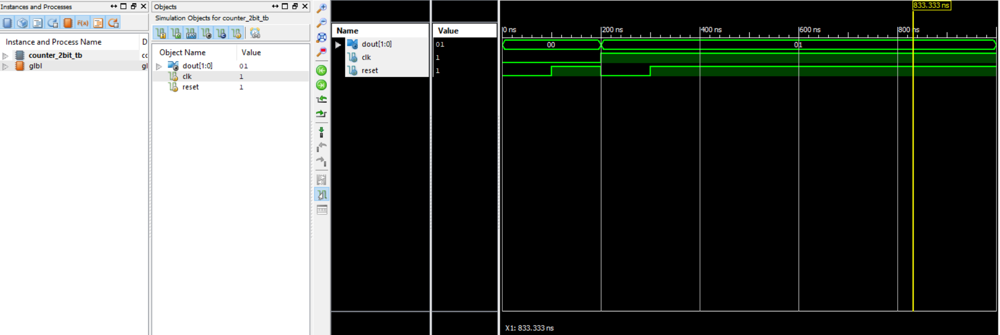 Instances and Processes
F(x)
Instance and Process Name D
counter_2bit_tb cc
glbl gl
Objects
Simulation Objects for counter_2bit_tb
Object Name Value
dout[1:0] 01
clk 1
reset 1
Name Value
dout[1:0] 01
clk 1
reset 1
833.333 ns
0 ns 200 ns 400 ns 600 ns 800 ns
00 01
X1: 833.333 ns